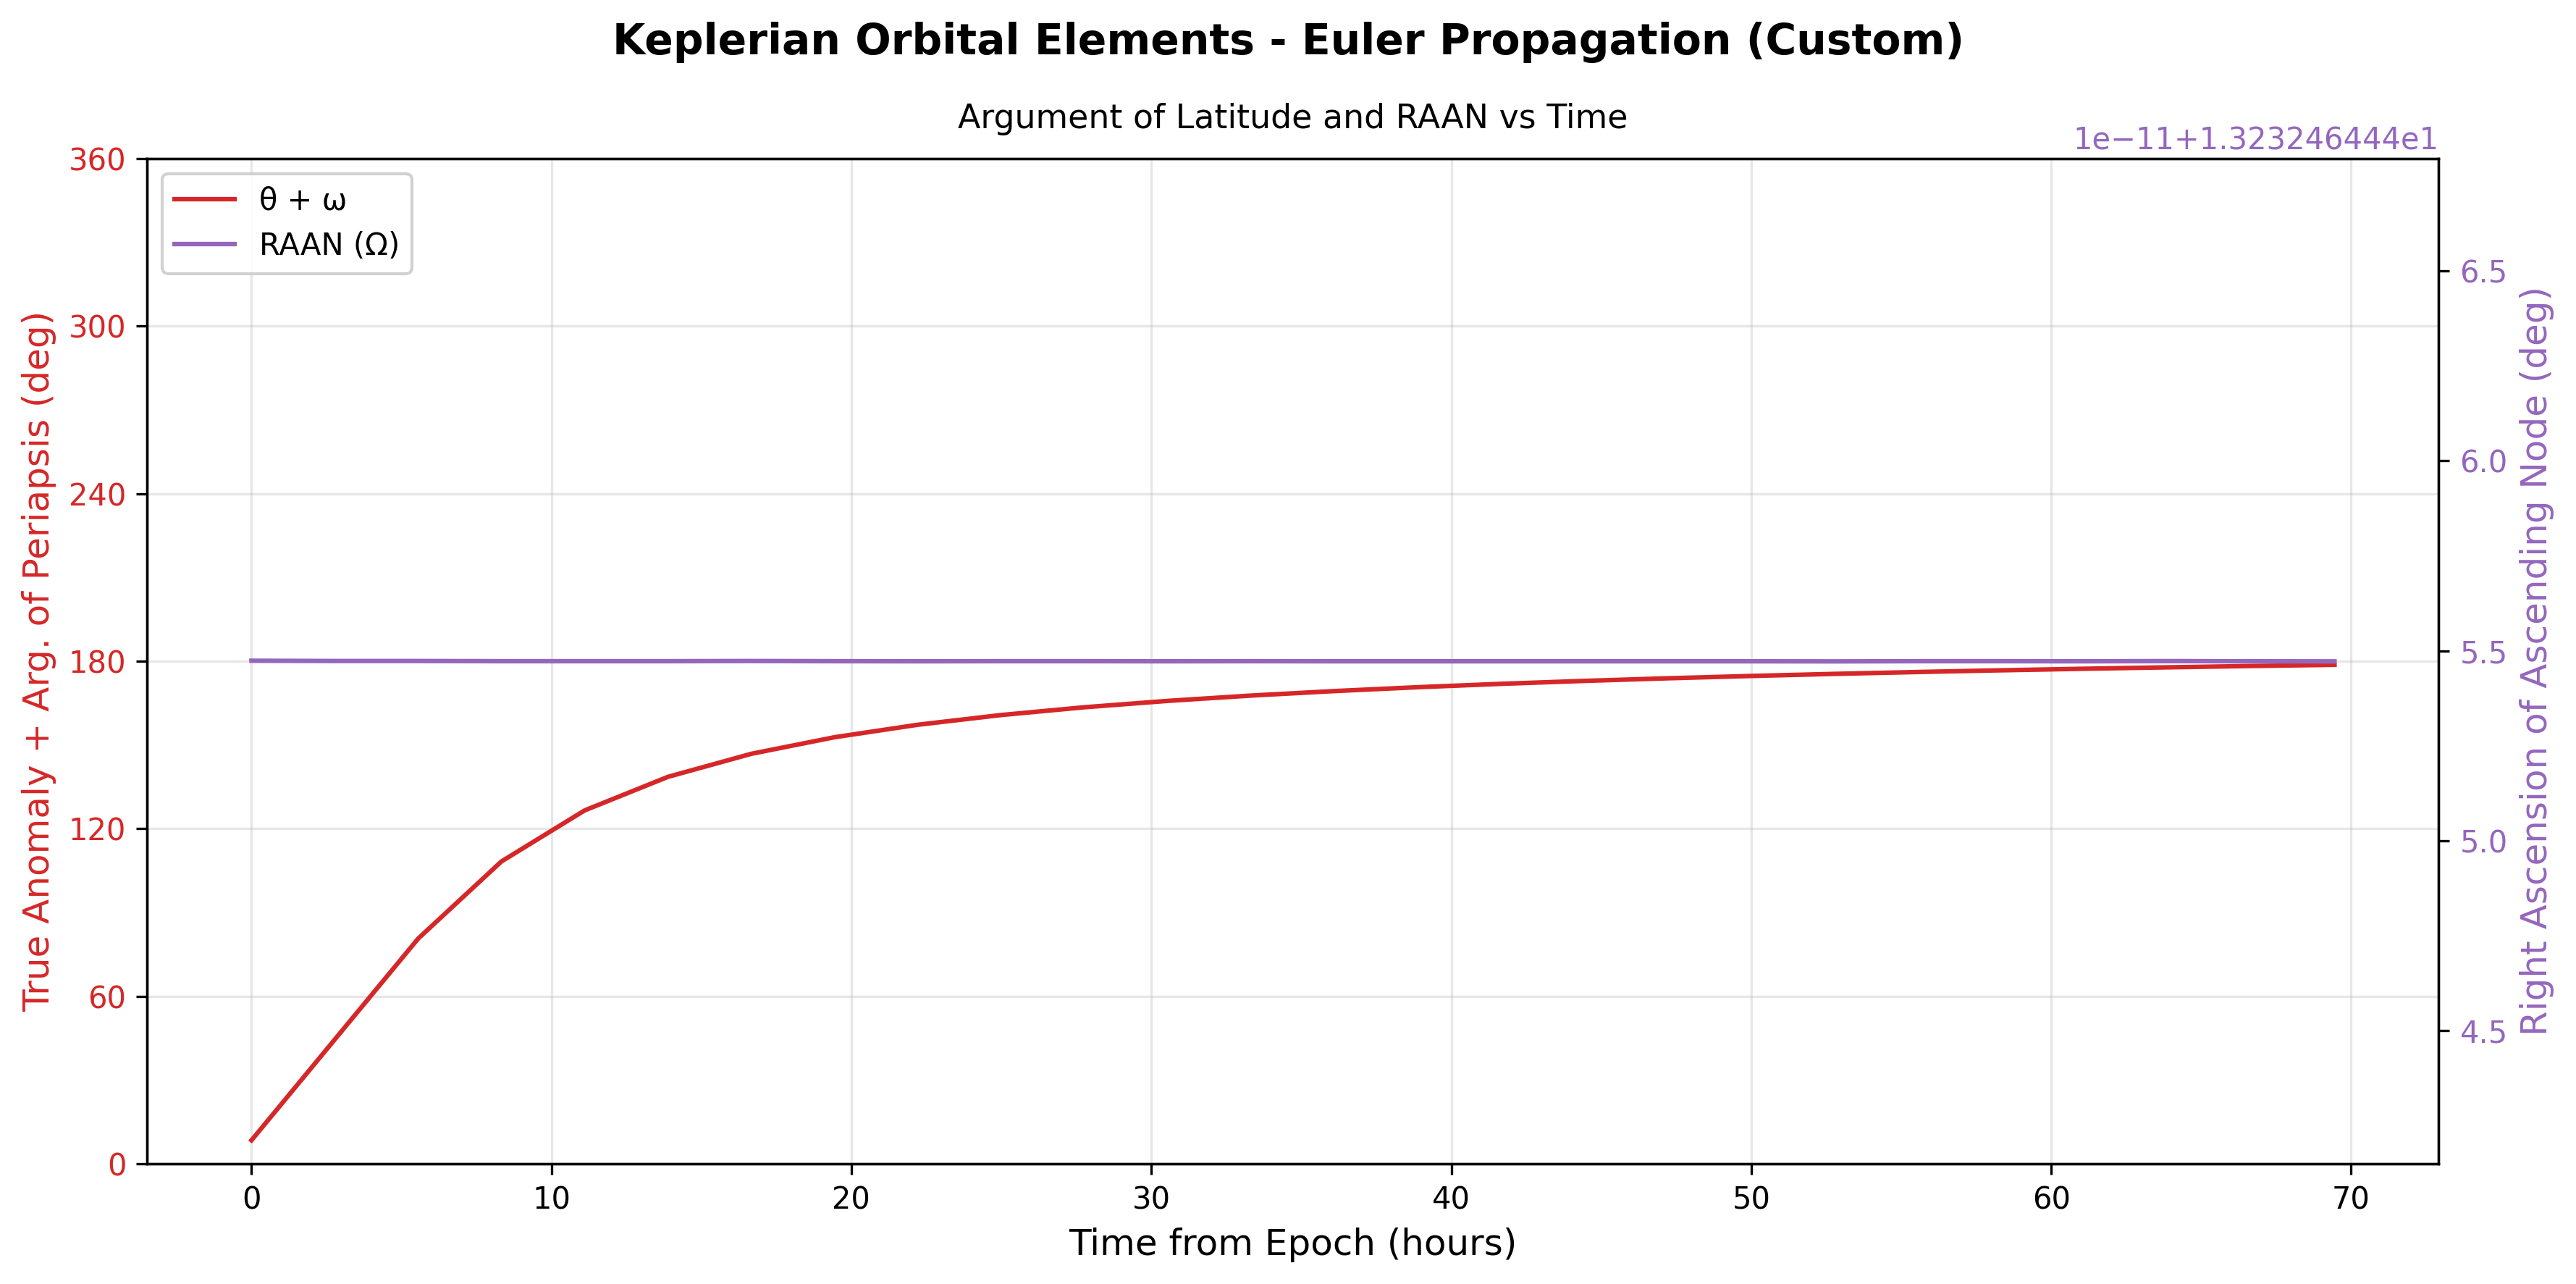 Keplerian Orbital Elements - Euler Propagation (Custom)
Argument of Latitude and RAAN vs Time
1e−11+1.323246444e1
θ + ω
RAAN (Ω)
True Anomaly + Arg. of Periapsis (deg)
360
300
240
180
120
60
0
6.5
6.0
5.5
5.0
4.5
Right Ascension of Ascending Node (deg)
0 10 20 30 40 50 60 70
Time from Epoch (hours)